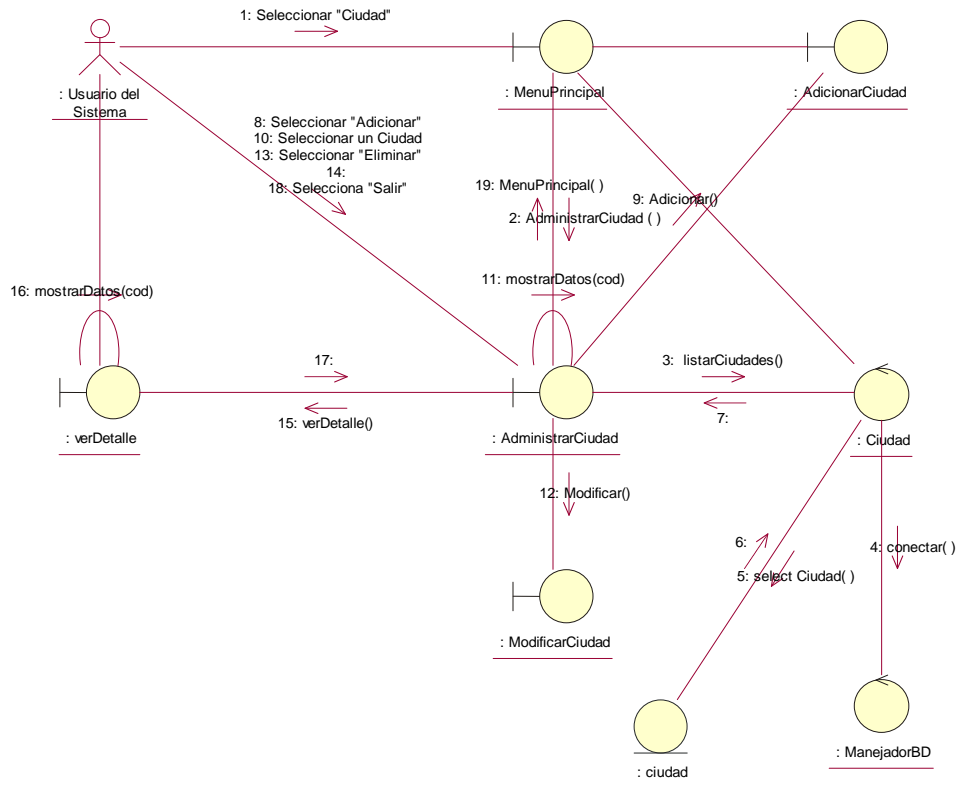 1: Seleccionar "Ciudad"
: Usuario del
Sistema
: MenuPrincipal
: AdicionarCiudad
8: Seleccionar "Adicionar"
10: Seleccionar un Ciudad
13: Seleccionar "Eliminar"
14:
18: Selecciona "Salir"
19: MenuPrincipal( )
2: AdministrarCiudad ( )
9: Adicionar()
16: mostrarDatos(cod)
11: mostrarDatos(cod)
17:
15: verDetalle()
3:  listarCiudades()
7:
: verDetalle
: AdministrarCiudad
: Ciudad
12: Modificar()
6:
5: select Ciudad( )
4: conectar( )
: ModificarCiudad
: ciudad
: ManejadorBD